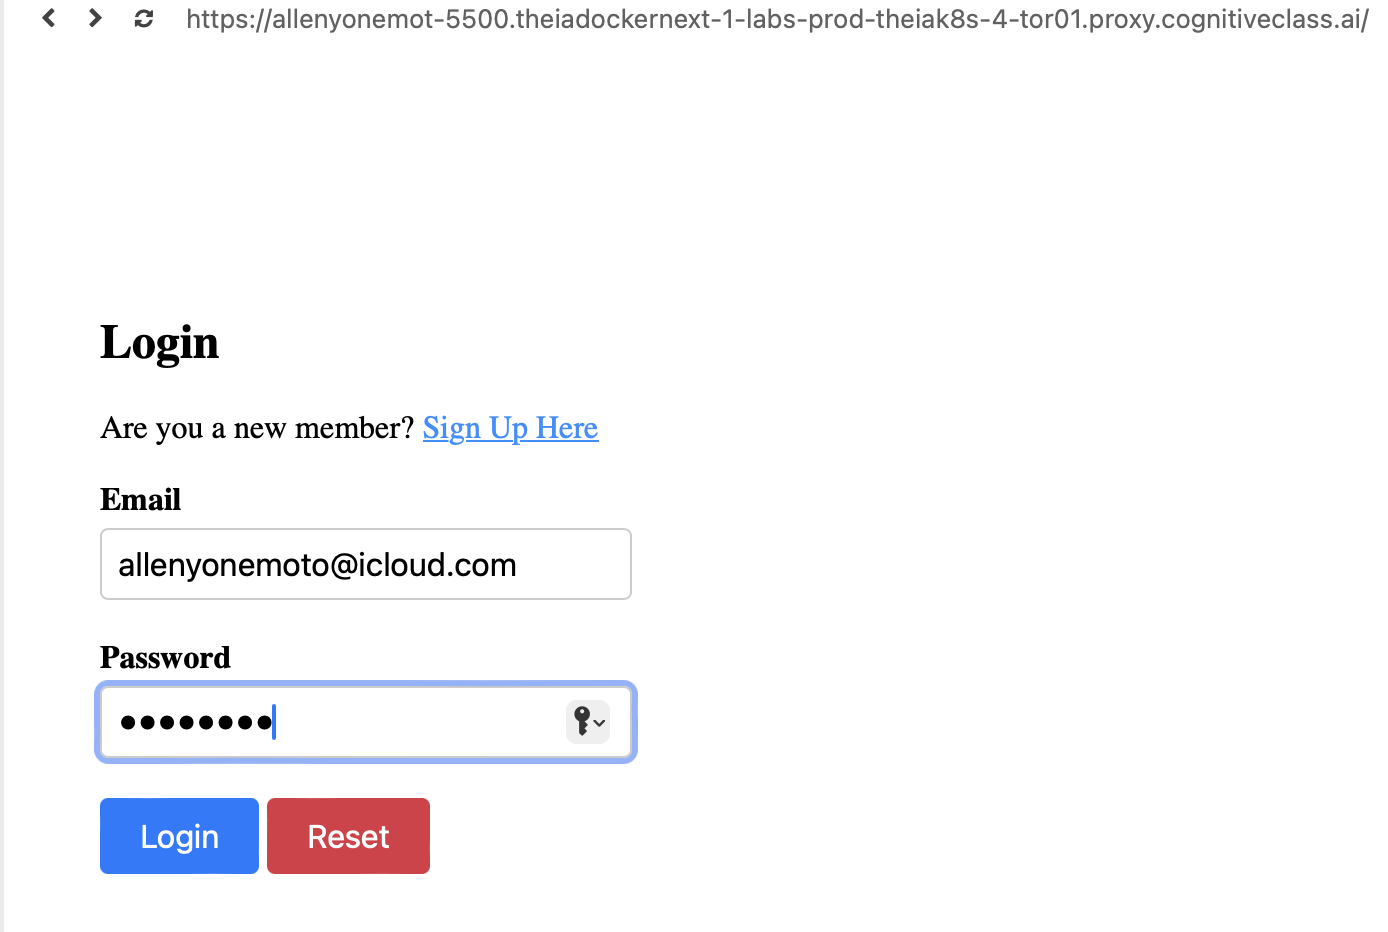 https://allenyonemot-5500.theiadockernext-1-labs-prod-theiak8s-4-tor01.proxy.cognitiveclass.ai/
Login
Are you a new member? Sign Up Here
Email
allenyonemoto@icloud.com
Password
••••••••
Login Reset